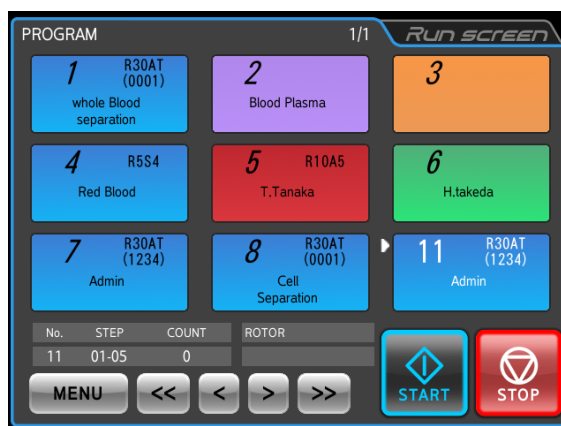 PROGRAM 1/1 Run screen
1 R30AT
(0001)
whole Blood
separation
2
Blood Plasma
3
4 R5S4
Red Blood
5 R10A5
T.Tanaka
6
H.takeda
7 R30AT
(1234)
Admin
8 R30AT
(0001)
Cell
Separation
11 R30AT
(1234)
Admin
No. STEP COUNT ROTOR
11 01-05 0
MENU << < > >>
START STOP